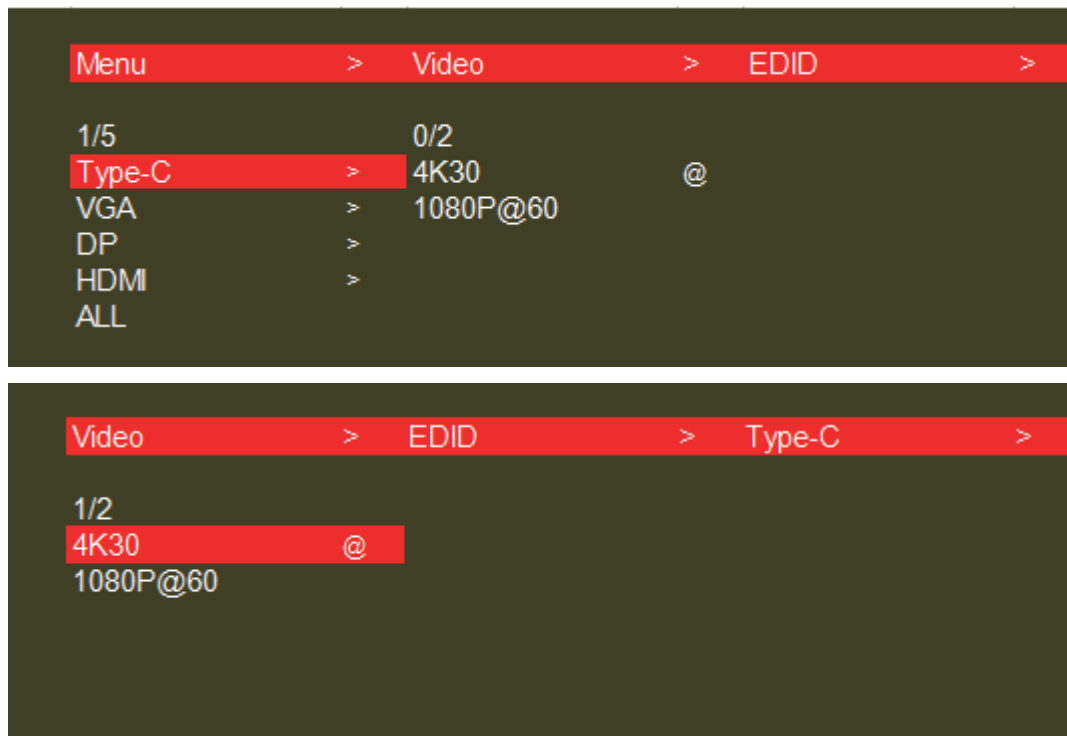 Menu > Video > EDID >
1/5 0/2
Type-C > 4K30 @
VGA > 1080P@60
DP >
HDMI >
ALL
Video > EDID > Type-C >
1/2
4K30 @
1080P@60